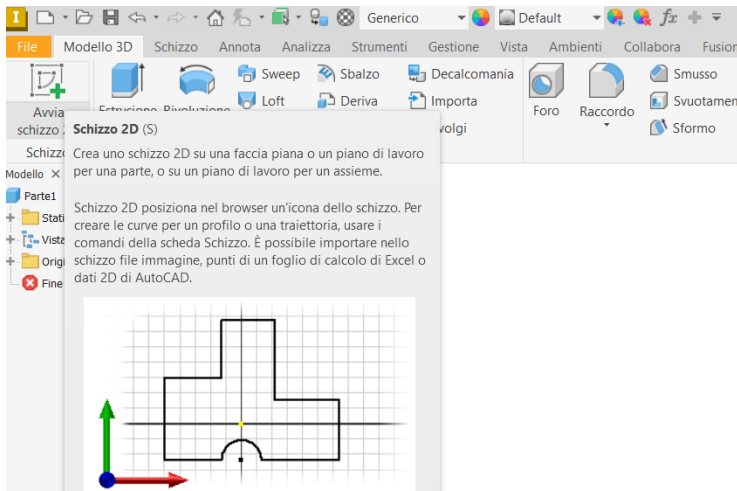 I Generico Default fx
File Modello 3D Schizzo Annota Analizza Strumenti Gestione Vista Ambienti Collabora Fusion
Sweep Sbalzo Decalcomania Smusso
Avvia Estrusione Rivoluzione Loft Deriva Importa Foro Raccordo Svuotamen
schizzo volgi Sformo
Schizzo
Schizzo 2D (S)
Crea uno schizzo 2D su una faccia piana o un piano di lavoro
per una parte, o su un piano di lavoro per un assieme.
Schizzo 2D posiziona nel browser un'icona dello schizzo. Per
creare le curve per un profilo o una traiettoria, usare i
comandi della scheda Schizzo. È possibile importare nello
schizzo file immagine, punti di un foglio di calcolo di Excel o
dati 2D di AutoCAD.
Modello
Parte1
Stati
Vista
Origi
Fine